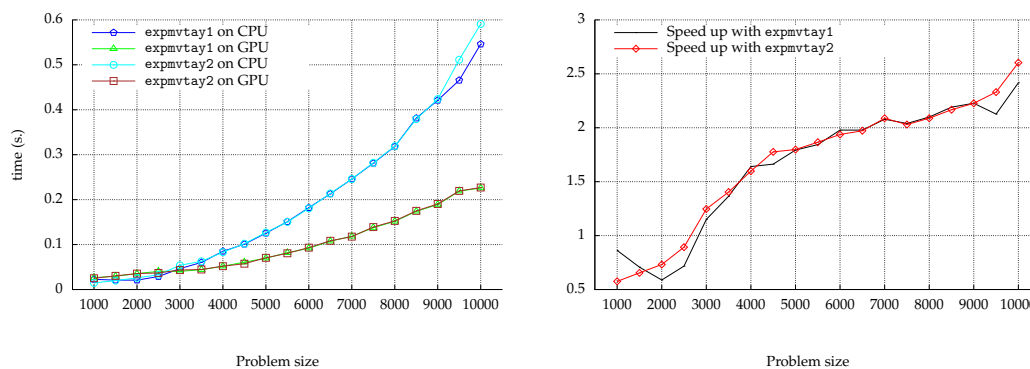 0.6
0.5
0.4
0.3
0.2
0.1
0
time (s.)
expmvtay1 on CPU
expmvtay1 on GPU
expmvtay2 on CPU
expmvtay2 on GPU
1000 2000 3000 4000 5000 6000 7000 8000 9000 10000
Problem size
3
2.5
2
1.5
1
0.5
Speed up with expmvtay1
Speed up with expmvtay2
1000 2000 3000 4000 5000 6000 7000 8000 9000 10000
Problem size